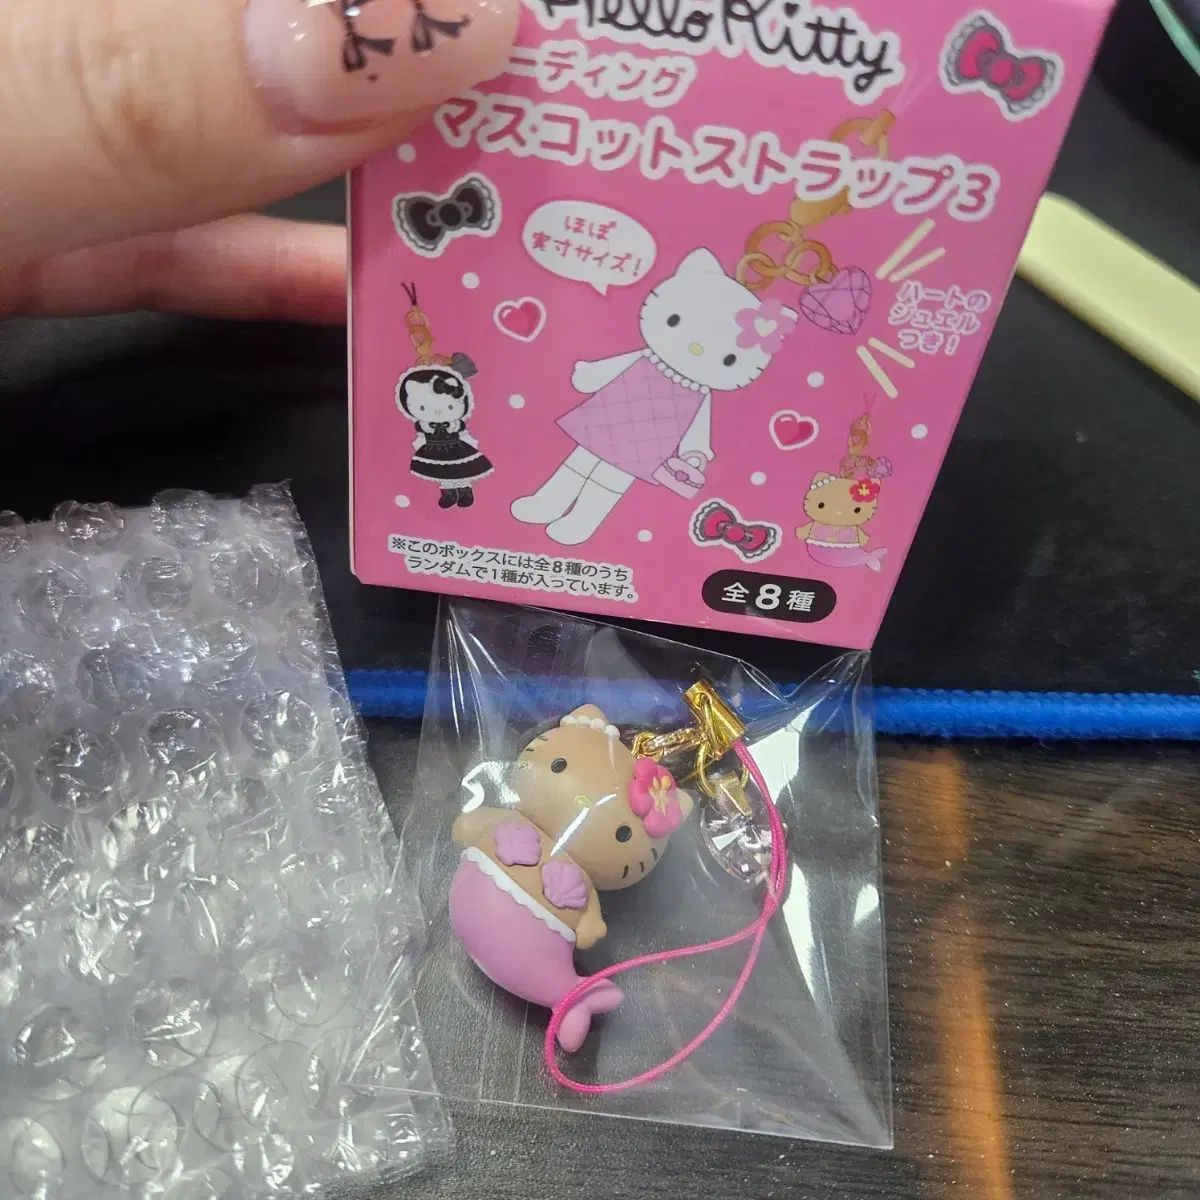 Hello Kitty
ーディング
マスコットストラップ3
ほぼ
実寸サイズ!
ハートの
ジュエル
つき!
※このボックスには全8種のうち
ランダムで1種が入っています。
全8種